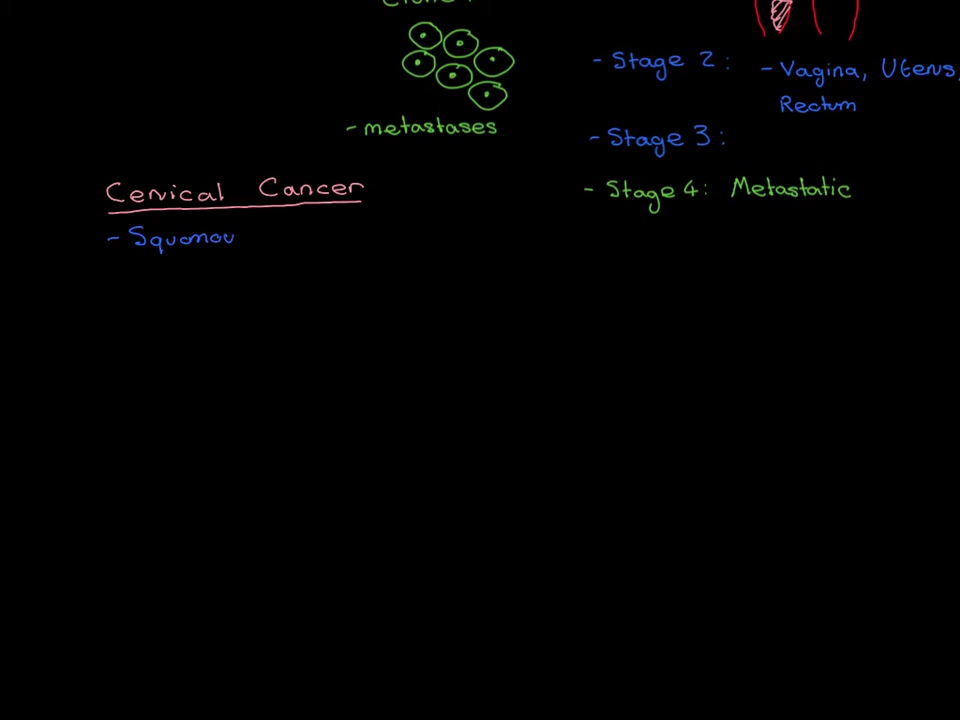 - metastases
Cervical Cancer
- Squamou
- Stage 2 : - Vagina, Uterus,
Rectum
- Stage 3 :
- Stage 4 : Metastatic